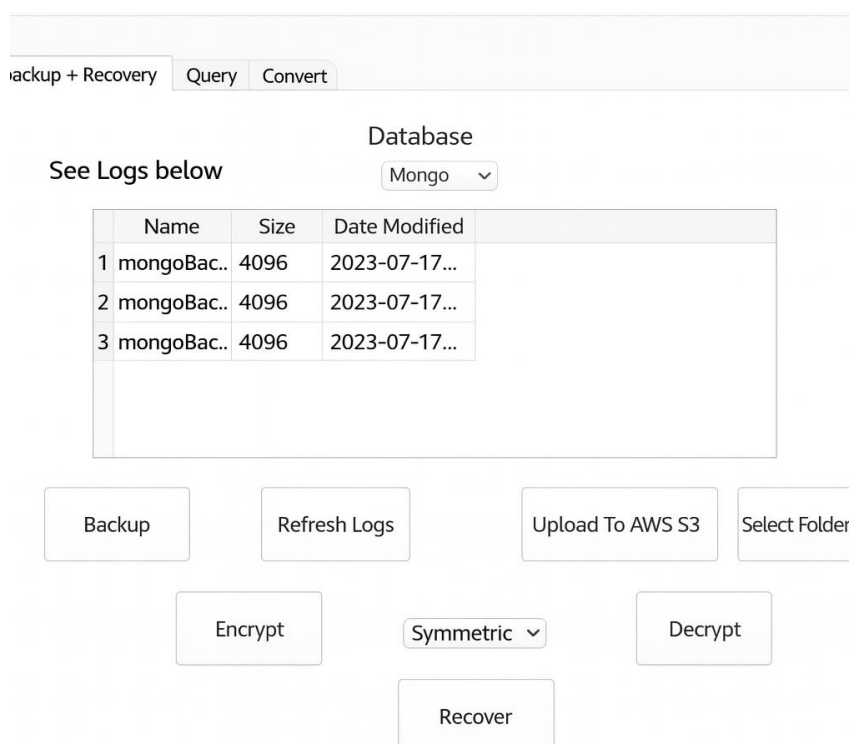 backup + Recovery Query Convert
Database
See Logs below
Mongo
Name Size Date Modified
1 mongoBac.. 4096 2023-07-17...
2 mongoBac.. 4096 2023-07-17...
3 mongoBac.. 4096 2023-07-17...
Backup Refresh Logs Upload To AWS S3 Select Folder
Encrypt Symmetric Decrypt
Recover